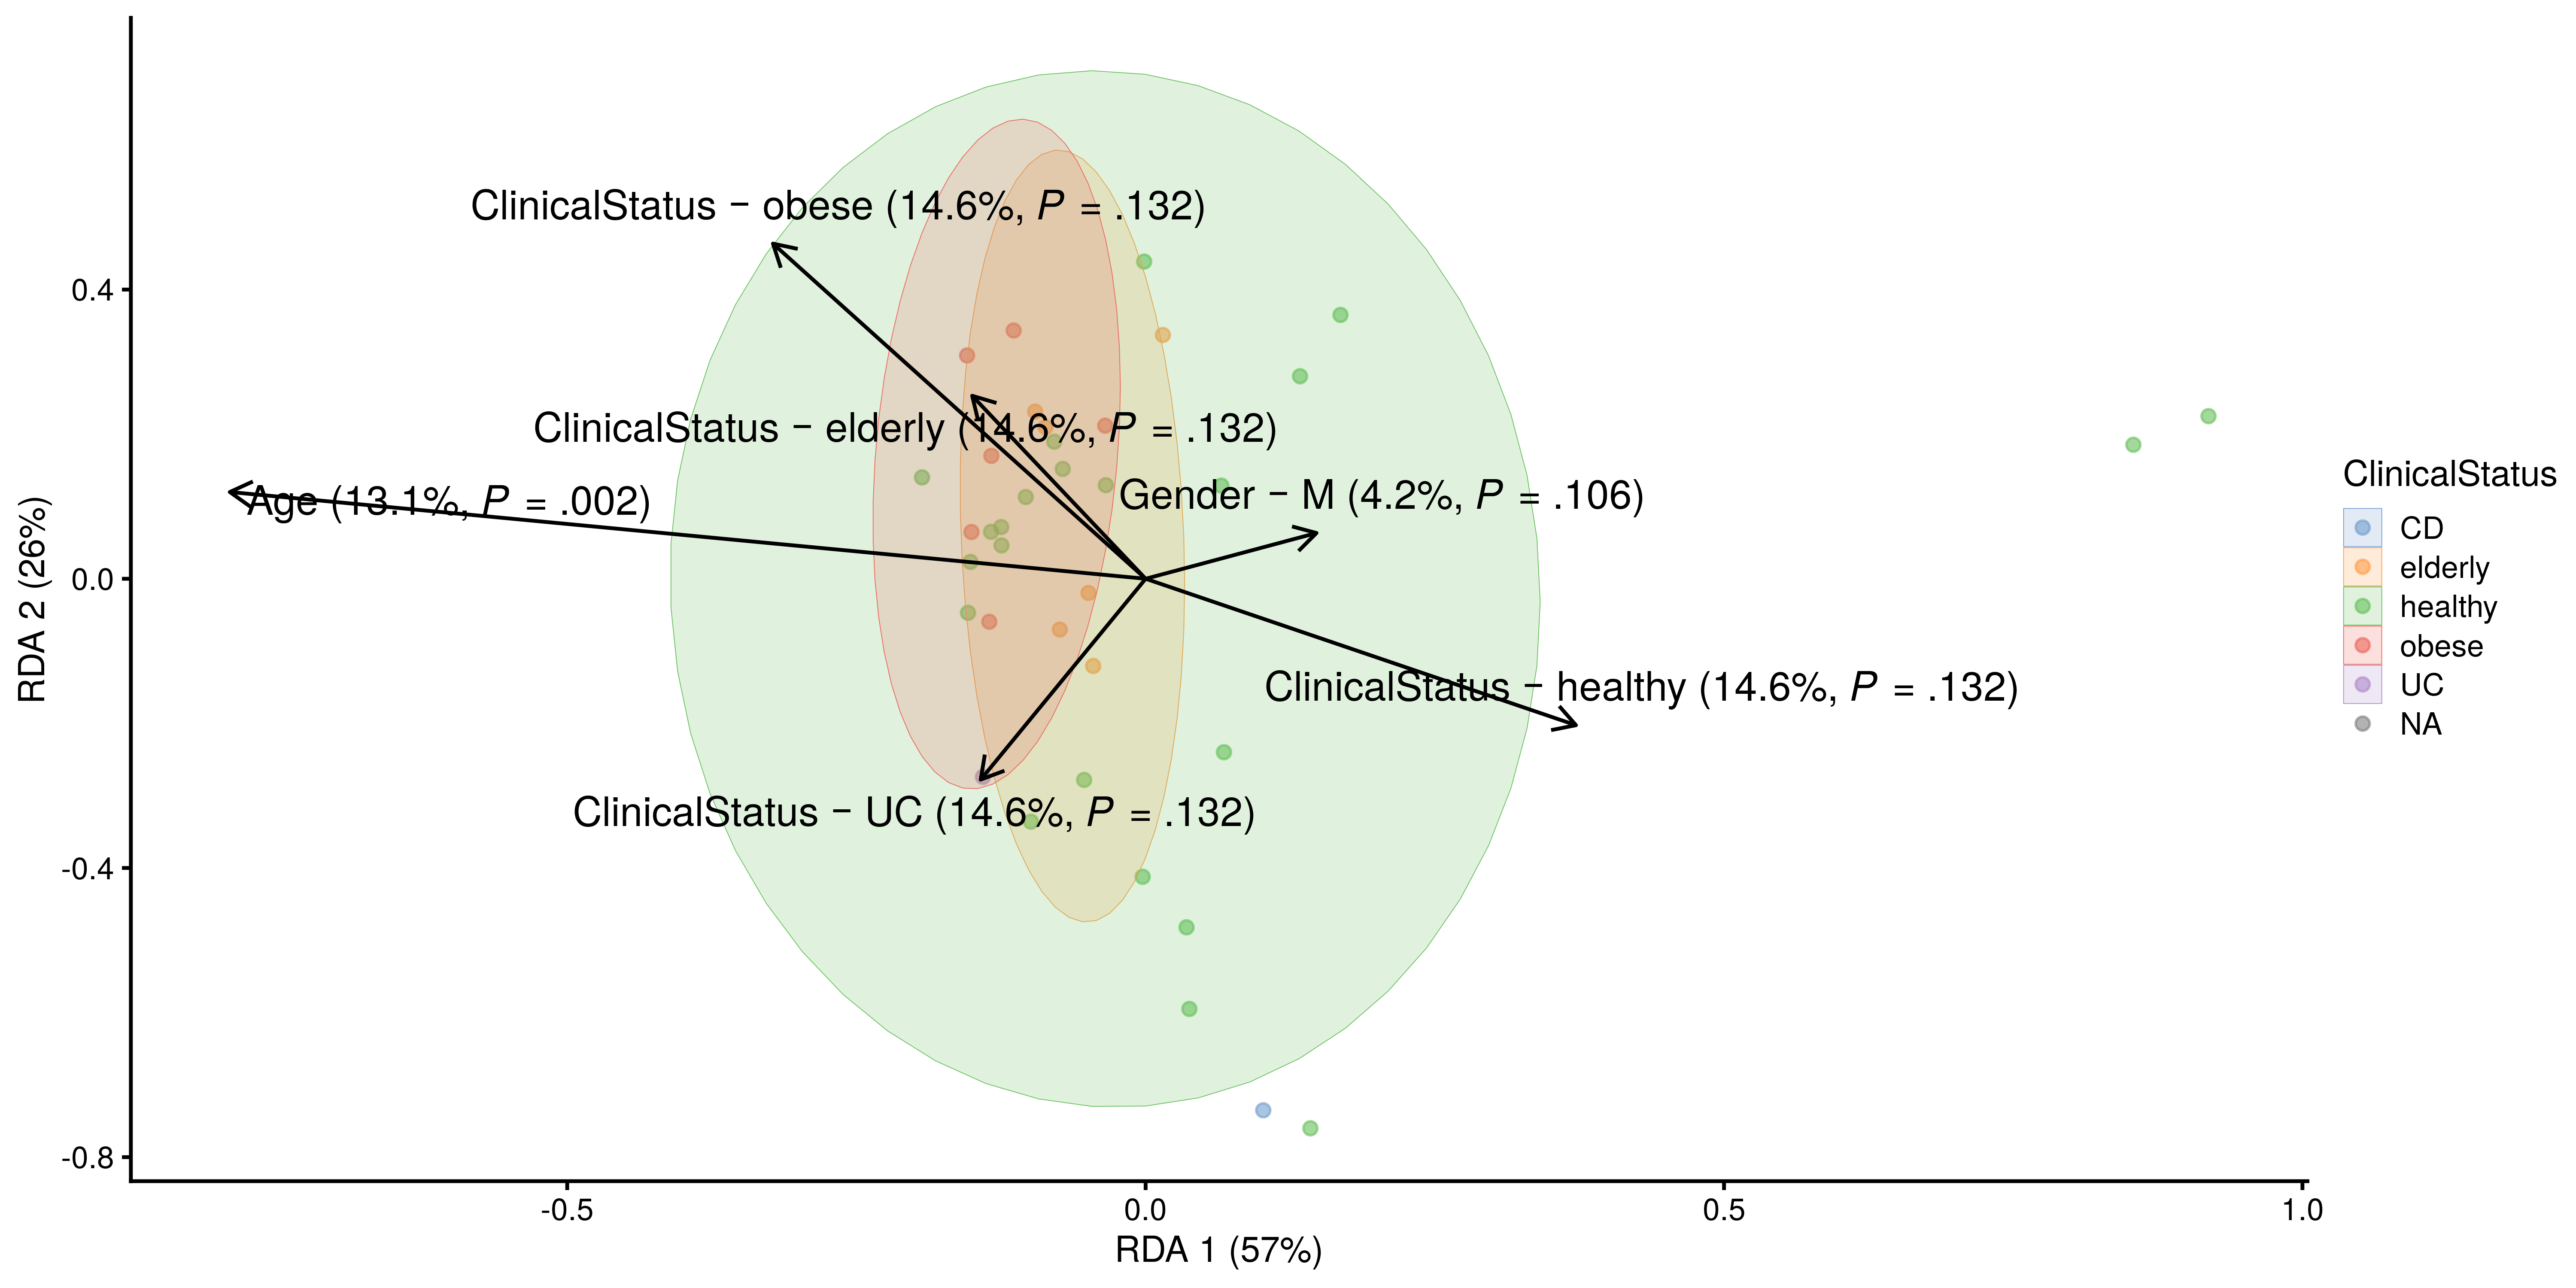 ClinicalStatus − obese (14.6%, P = .132)
0.4
ClinicalStatus − elderly (14.6%, P = .132)
Age (13.1%, P = .002)
Gender − M (4.2%, P = .106)
ClinicalStatus
CD
elderly
healthy
obese
UC
NA
RDA 2 (26%)
0.0
ClinicalStatus − healthy (14.6%, P = .132)
ClinicalStatus − UC (14.6%, P = .132)
-0.4
-0.8
-0.5
0.0
0.5
1.0
RDA 1 (57%)